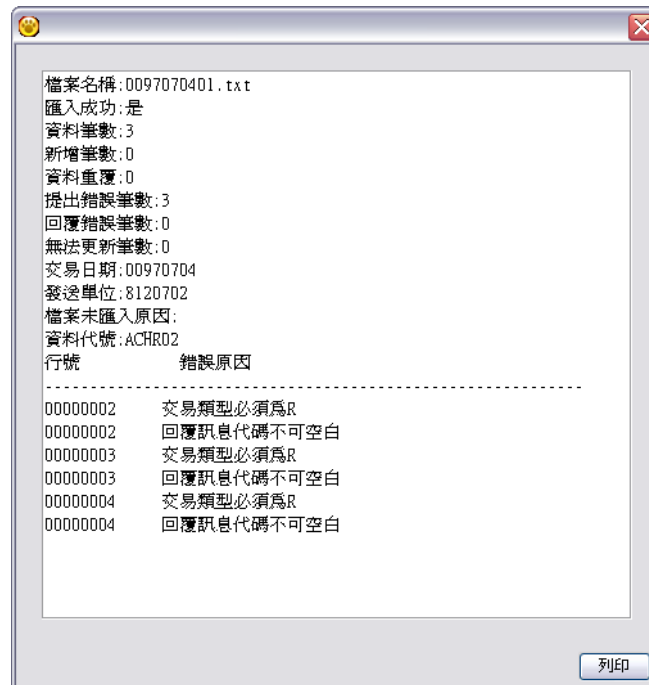 檔案名稱:0097070401.txt
匯入成功:是
資料筆數:3
新增筆數:0
資料重覆:0
提出錯誤筆數:3
回覆錯誤筆數:0
無法更新筆數:0
交易日期:00970704
發送單位:8120702
檔案未匯入原因:
資料代號:ACHR02
行號 錯誤原因
------------------------------------------------------------
00000002 交易類型必須爲R
00000002 回覆訊息代碼不可空白
00000003 交易類型必須爲R
00000003 回覆訊息代碼不可空白
00000004 交易類型必須爲R
00000004 回覆訊息代碼不可空白
列印